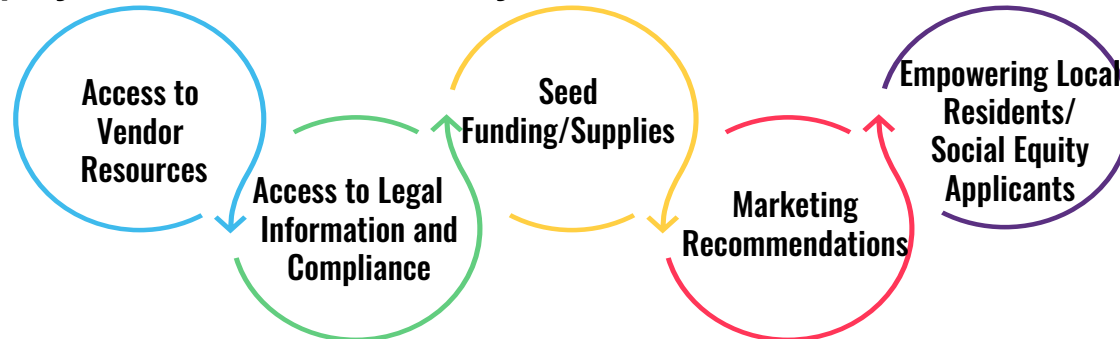 Access to
Vendor
Resources
Access to Legal
Information and
Compliance
Seed
Funding/Supplies
Marketing
Recommendations
Empowering Local
Residents/
Social Equity
Applicants